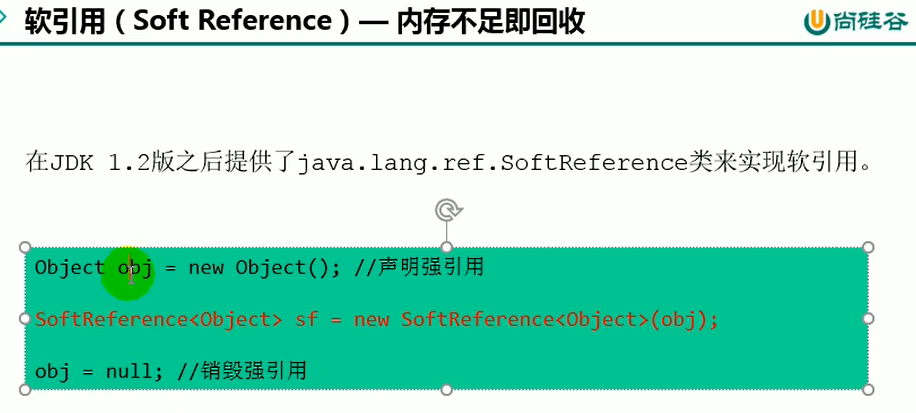 软引用（Soft Reference）— 内存不足即回收
尚硅谷
在JDK 1.2版之后提供了java.lang.ref.SoftReference类来实现软引用。
Object obj = new Object(); //声明强引用
SoftReference<Object> sf = new SoftReference<Object>(obj);
obj = null; //销毁强引用